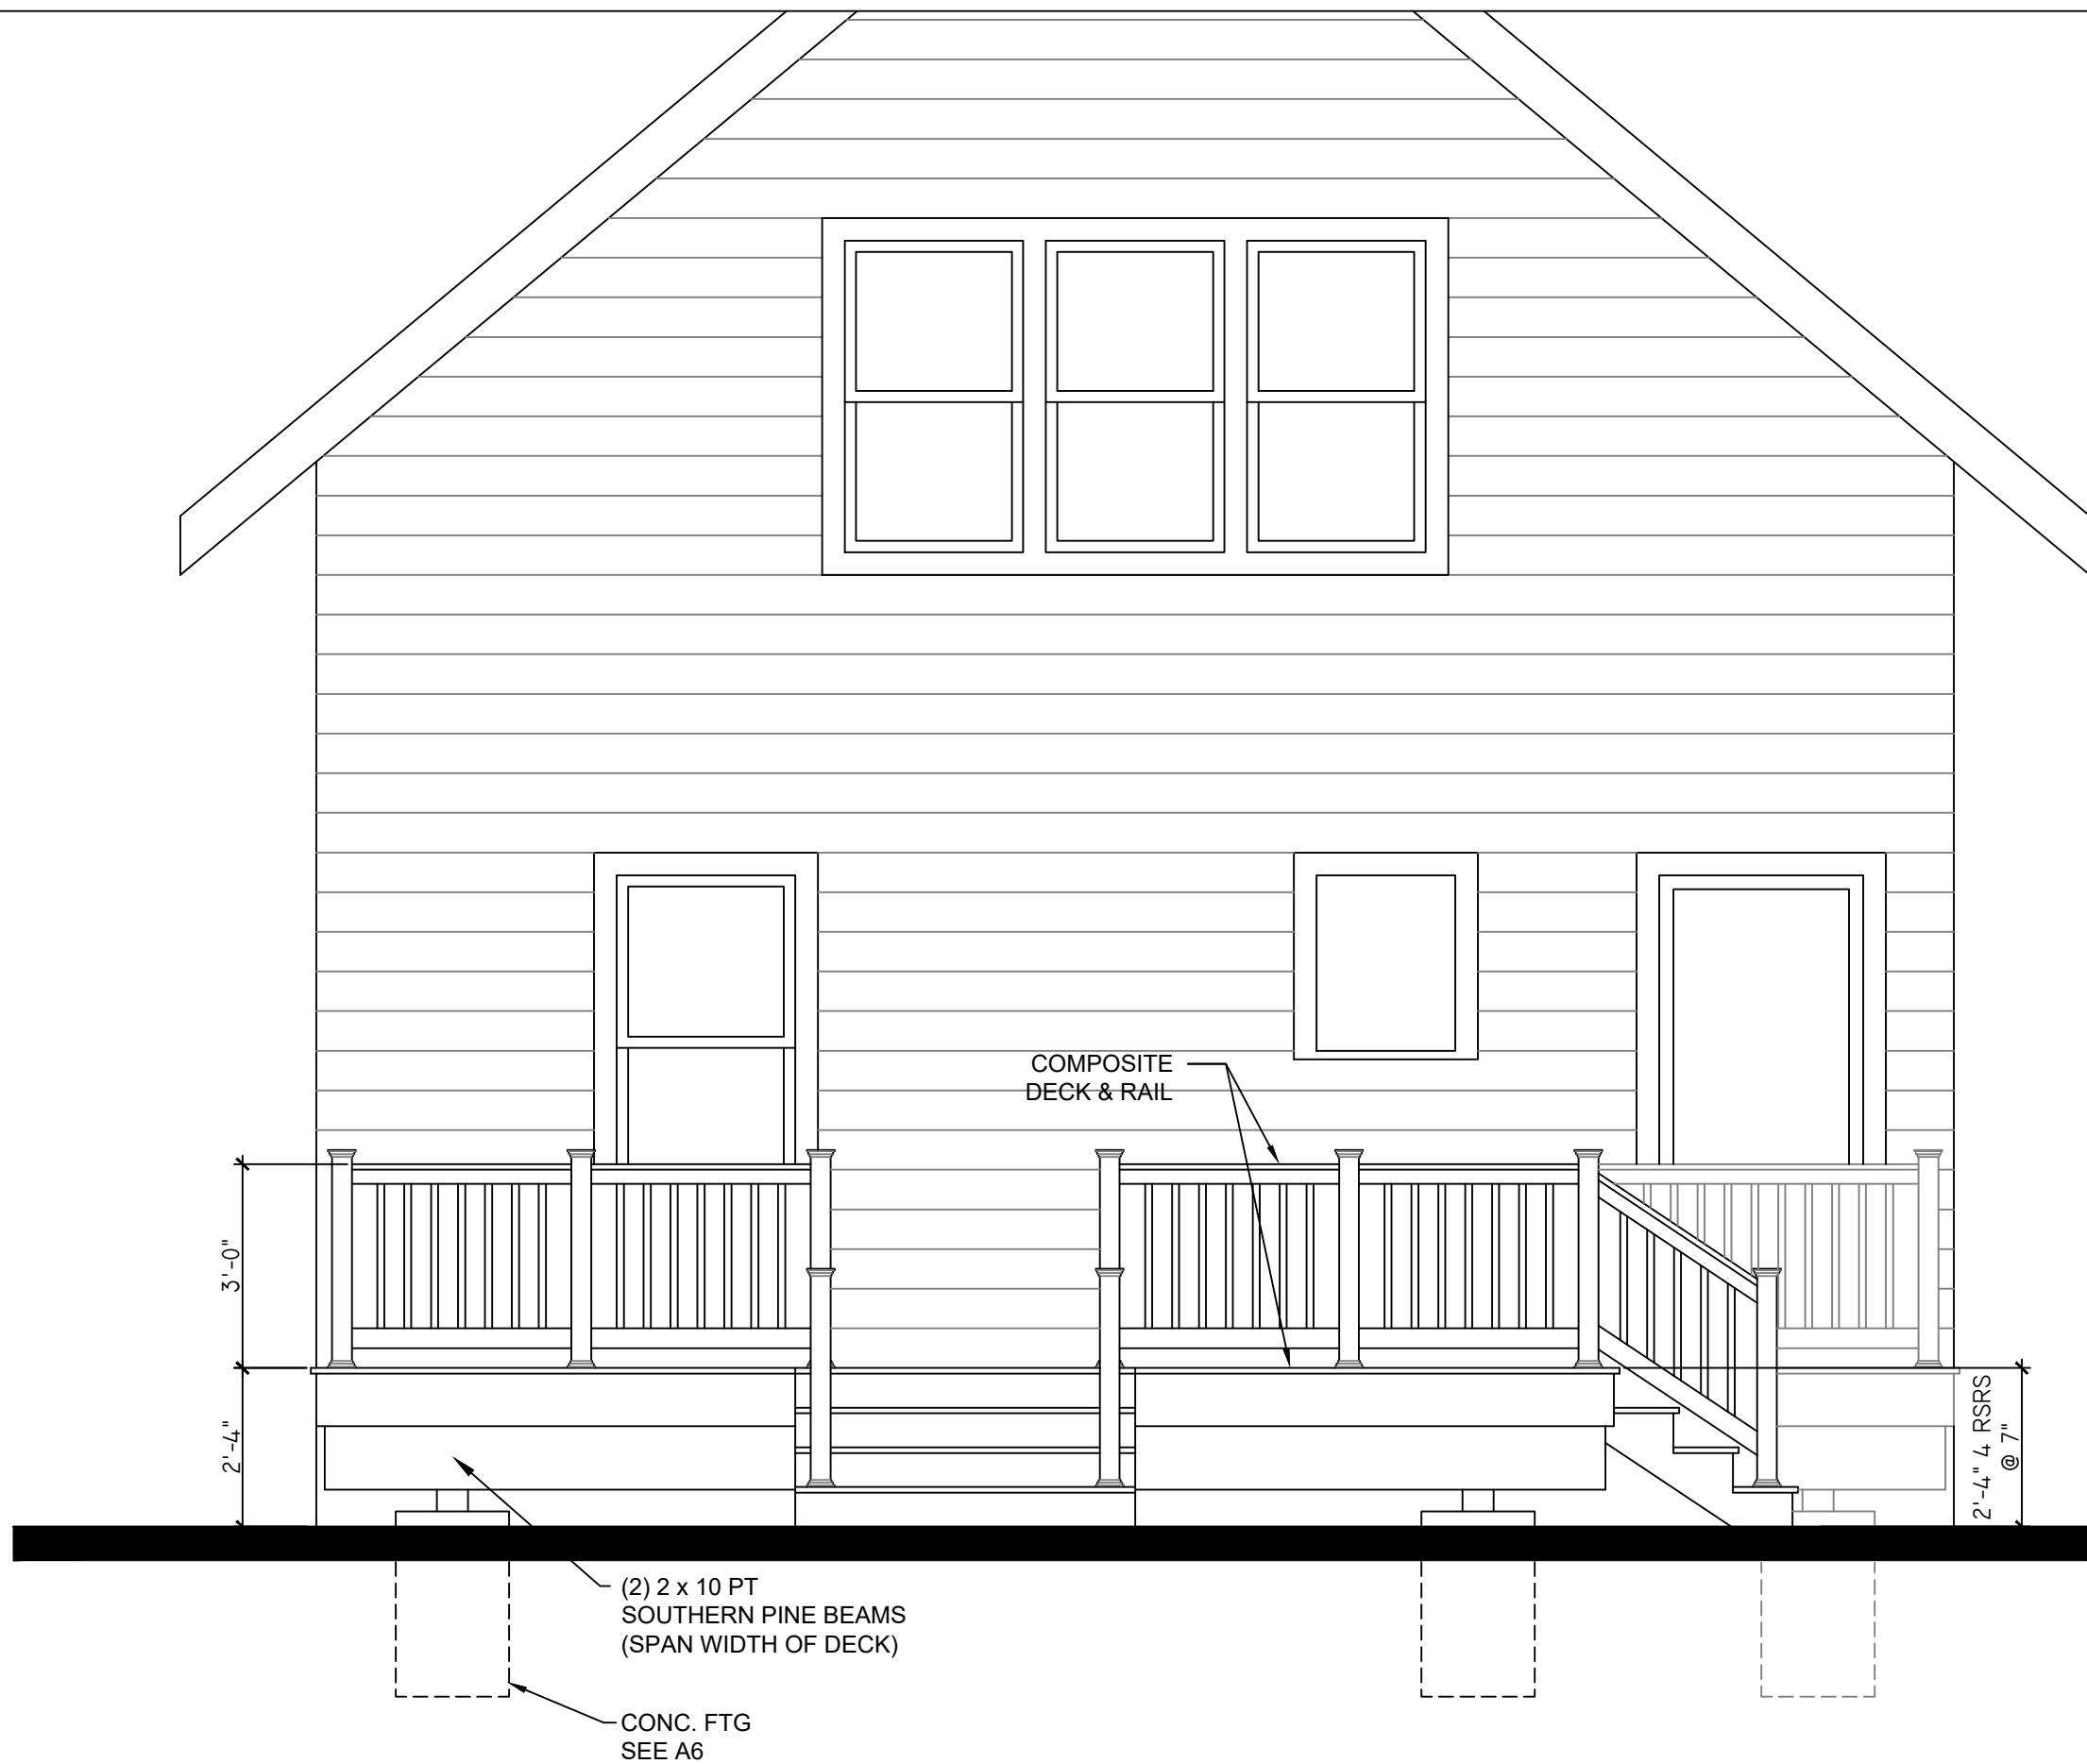 COMPOSITE
DECK & RAIL
3'-0"
2'-4"
2'-4" 4 RSRS
@ 7"
(2) 2 x 10 PT
SOUTHERN PINE BEAMS
(SPAN WIDTH OF DECK)
CONC. FTG
SEE A6